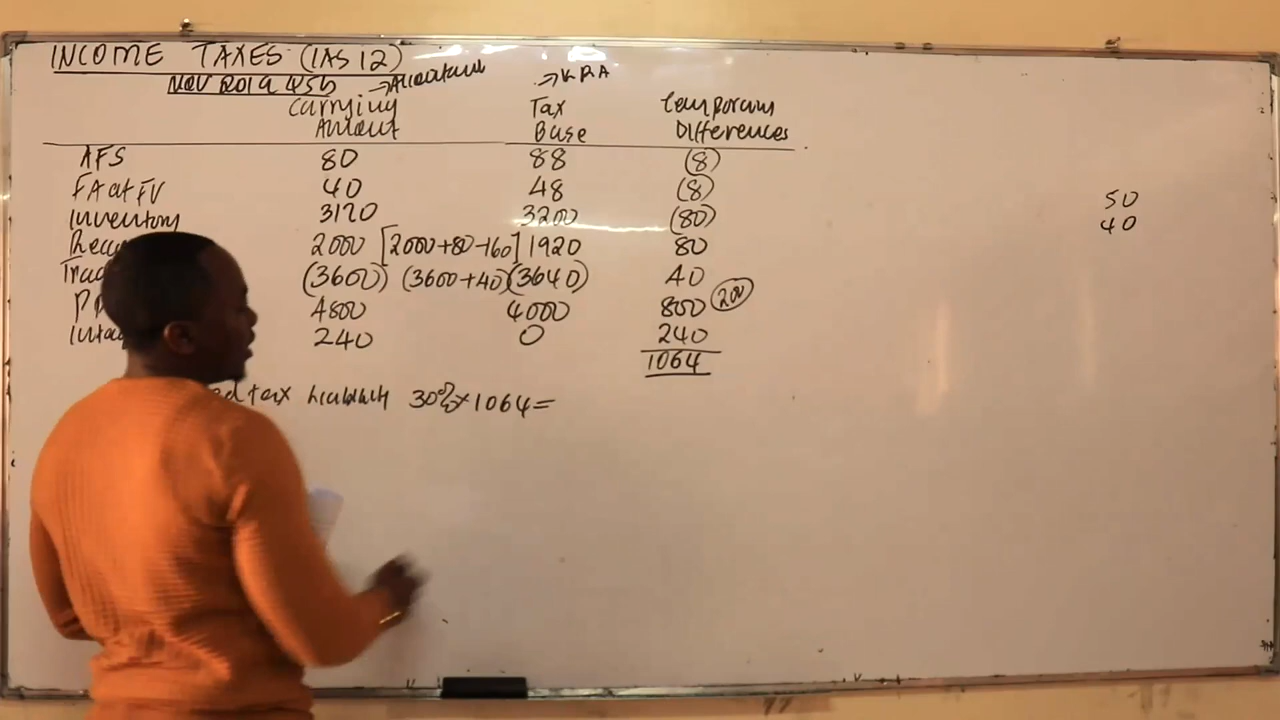 INCOME TAXES (IAS 12)
NOV 2019 Q5b → →KRA
Carrying Amount Tax Base Temporary Differences
AFS 80 88 (8)
FA at FV 40 48 (8)
Inventory 3120 3200 (80)
2000 [2000+80-160] 1920 80
(3600) (3600+40) (3640) 40
4800 4000 800 (200)
240 0 240
1064
tax 30% × 1064 =
50
40